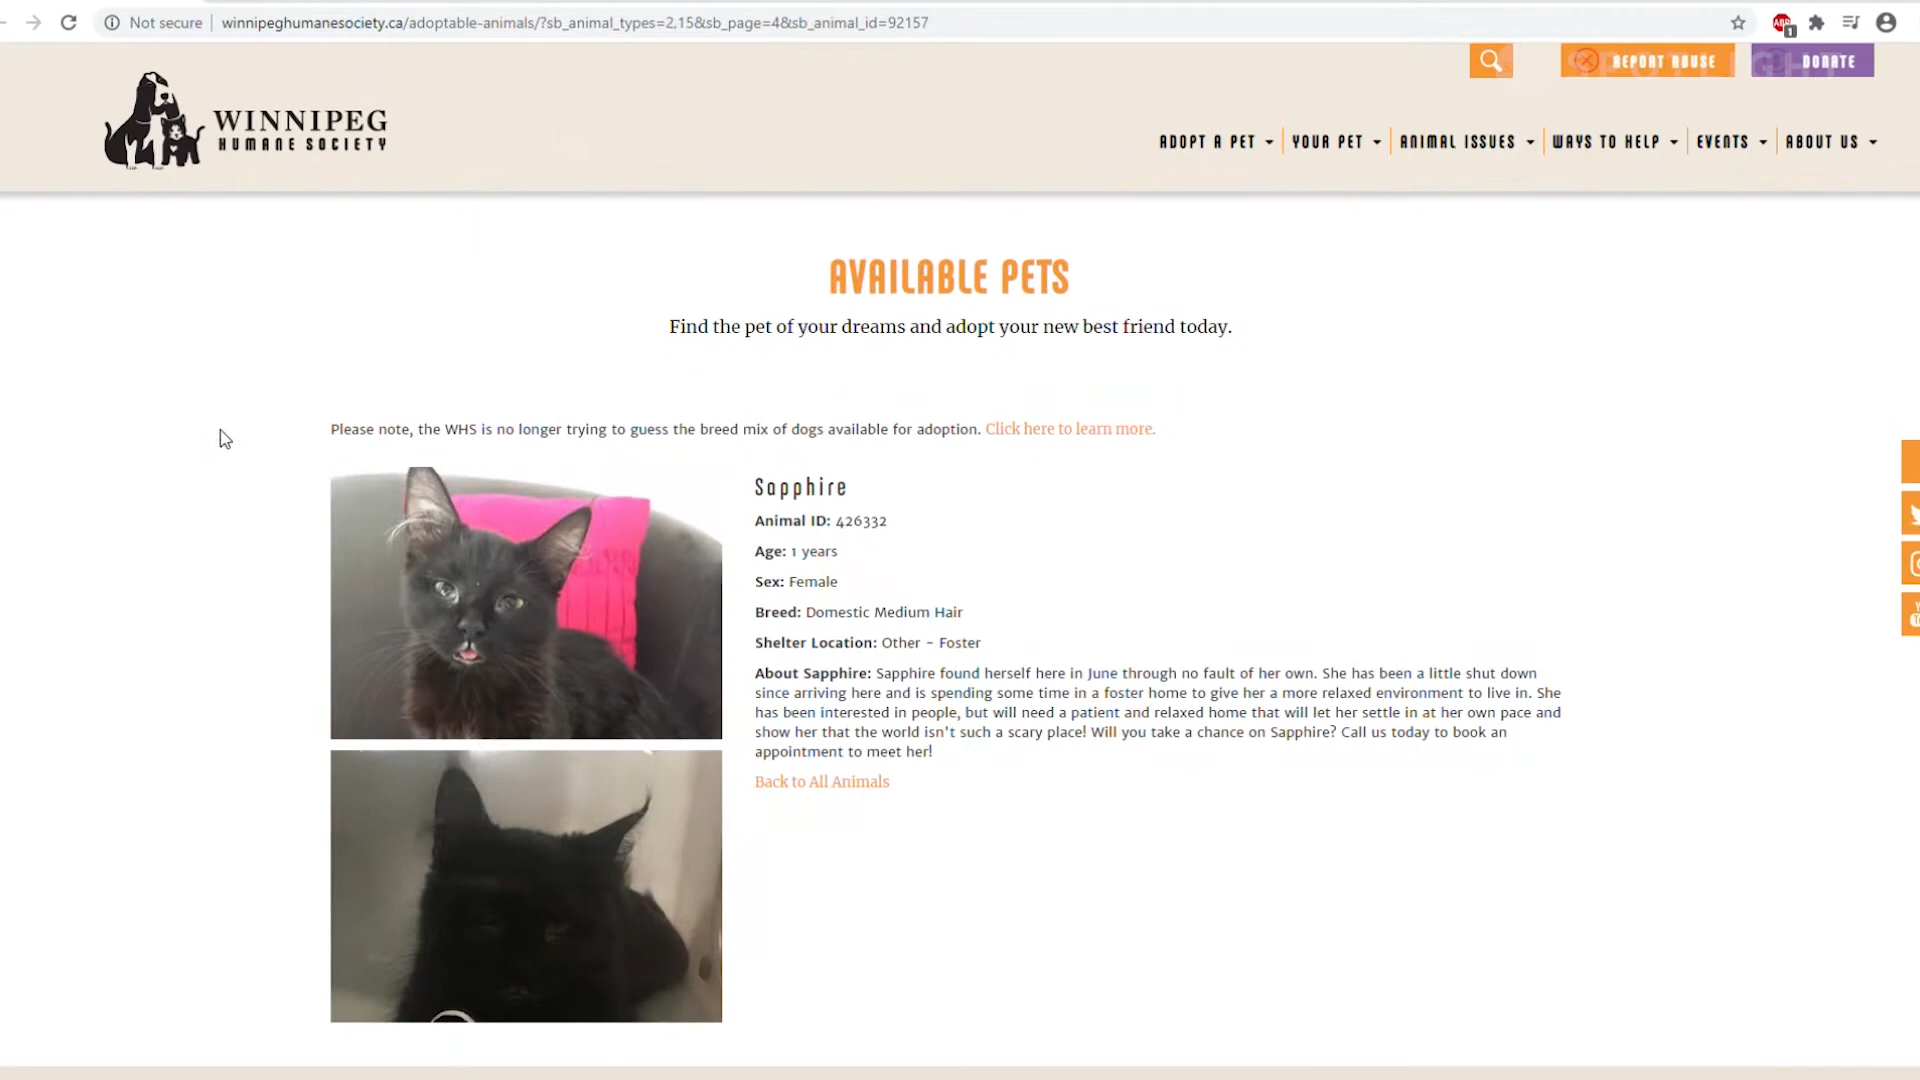 Not secure
winnipeghumanesociety.ca/adoptable-animals/?sb_animal_types=2,15&sb_page=4&sb_animal_id=92157
ABP
1
SPOTLIGHT
REPORT ABUSE
DONATE
WINNIPEG
HUMANE SOCIETY
ADOPT A PET
YOUR PET
ANIMAL ISSUES
WAYS TO HELP
EVENTS
ABOUT US
AVAILABLE PETS
Find the pet of your dreams and adopt your new best friend today.
Please note, the WHS is no longer trying to guess the breed mix of dogs available for adoption. Click here to learn more.
Sapphire
Animal ID: 426332
Age: 1 years
Sex: Female
Breed: Domestic Medium Hair
Shelter Location: Other - Foster
About Sapphire: Sapphire found herself here in June through no fault of her own. She has been a little shut down
since arriving here and is spending some time in a foster home to give her a more relaxed environment to live in. She
has been interested in people, but will need a patient and relaxed home that will let her settle in at her own pace and
show her that the world isn't such a scary place! Will you take a chance on Sapphire? Call us today to book an
appointment to meet her!
Back to All Animals